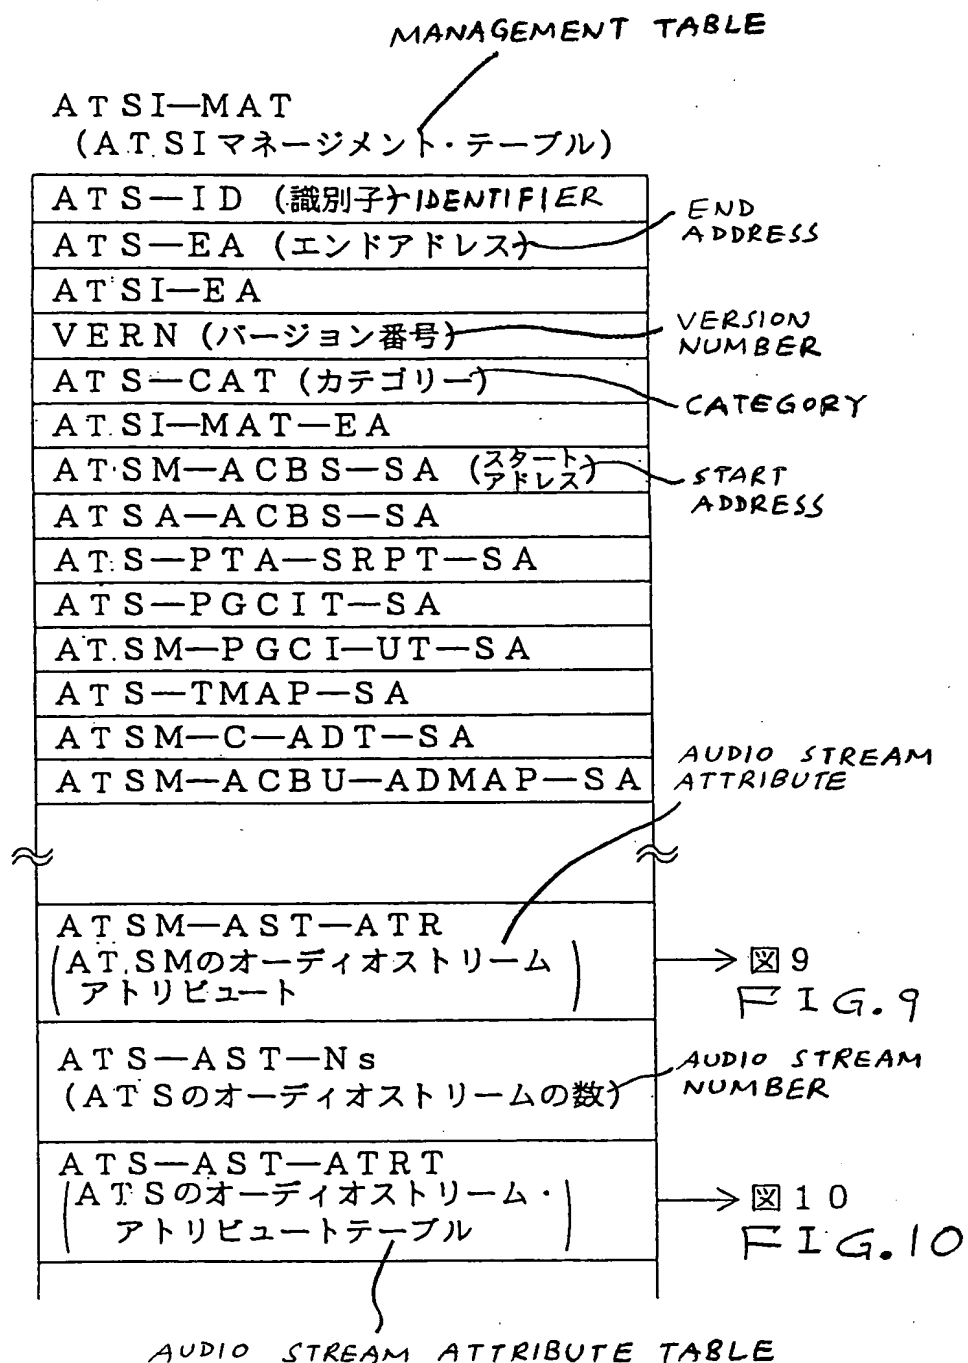 MANAGEMENT TABLE
ATSI—MAT
(ATSIマネージメント・テーブル)
ATS—ID (識別子) IDENTIFIER
ATS—EA (エンドアドレス)
END
ADDRESS
ATSI—EA
VERN (バージョン番号)
VERSION
NUMBER
ATS—CAT (カテゴリー)
CATEGORY
ATSI—MAT—EA
ATSM—ACBS—SA (スタート
アドレス)
START
ADDRESS
ATSA—ACBS—SA
ATS—PTA—SRPT—SA
ATS—PGCIT—SA
ATSM—PGCI—UT—SA
ATS—TMAP—SA
ATSM—C—ADT—SA
ATSM—ACBU—ADMAP—SA
AUDIO STREAM
ATTRIBUTE
ATSM—AST—ATR
(ATSMのオーディオストリーム
アトリビュート)
図9
FIG.9
ATS—AST—Ns
(ATSのオーディオストリームの数)
AUDIO STREAM
NUMBER
ATS—AST—ATRT
(ATSのオーディオストリーム・
アトリビュートテーブル)
図10
FIG.10
AUDIO STREAM ATTRIBUTE TABLE